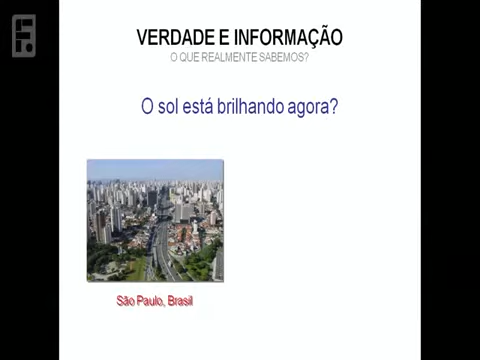 VERDADE E INFORMAÇÃO
O QUE REALMENTE SABEMOS?
O sol está brilhando agora?
São Paulo, Brasil